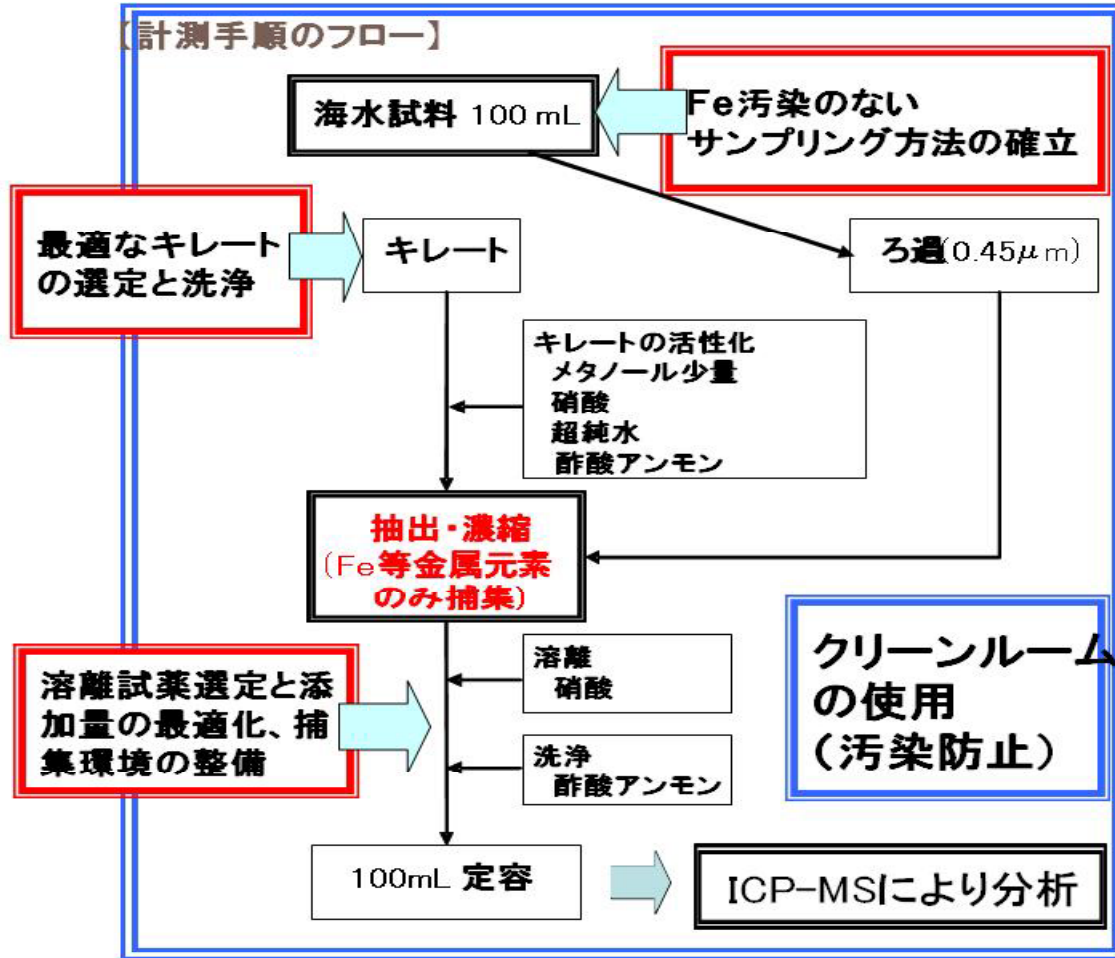 【計測手順のフロー】
海水試料 100 mL
Fe汚染のない
サンプリング方法の確立
最適なキレート
の選定と洗浄
キレート
ろ過(0.45μm)
キレートの活性化
メタノール少量
硝酸
超純水
酢酸アンモン
抽出・濃縮
(Fe等金属元素
のみ捕集)
溶離試薬選定と添
加量の最適化、捕
集環境の整備
溶離
硝酸
洗浄
酢酸アンモン
クリーンルーム
の使用
(汚染防止)
100mL 定容
ICP-MSにより分析